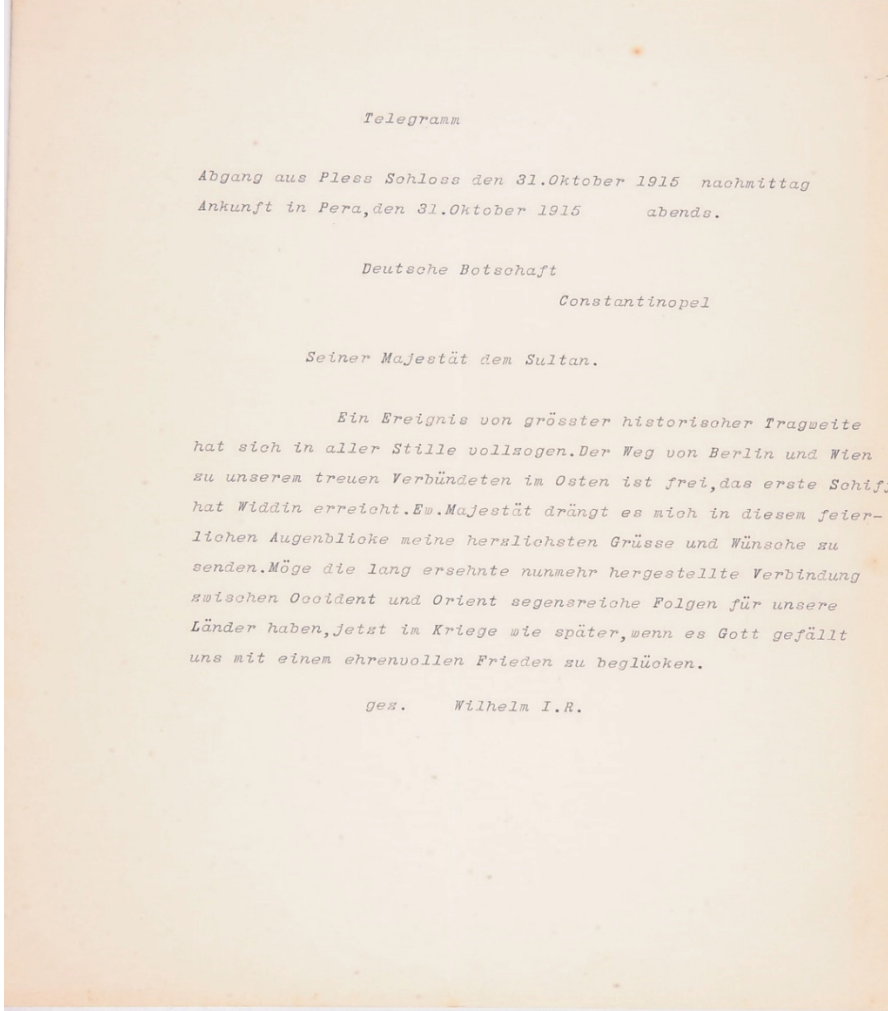 Telegramm
Abgang aus Pless Schloss den 31.Oktober 1915 nachmittag
Ankunft in Pera,den 31.Oktober 1915 abends.
Deutsche Botschaft
Constantinopel
Seiner Majestät dem Sultan.
Ein Ereignis von grösster historischer Tragweite
hat sich in aller Stille vollzogen.Der Weg von Berlin und Wien
zu unserem treuen Verbündeten im Osten ist frei,das erste Schiff
hat Widdin erreicht.Ew.Majestät drängt es mich in diesem feier-
lichen Augenblicke meine herzlichsten Grüsse und Wünsche zu
senden.Möge die lang ersehnte nunmehr hergestellte Verbindung
zwischen Occident und Orient segensreiche Folgen für unsere
Länder haben,jetzt im Kriege wie später,wenn es Gott gefällt
uns mit einem ehrenvollen Frieden zu beglücken.
gez. Wilhelm I.R.